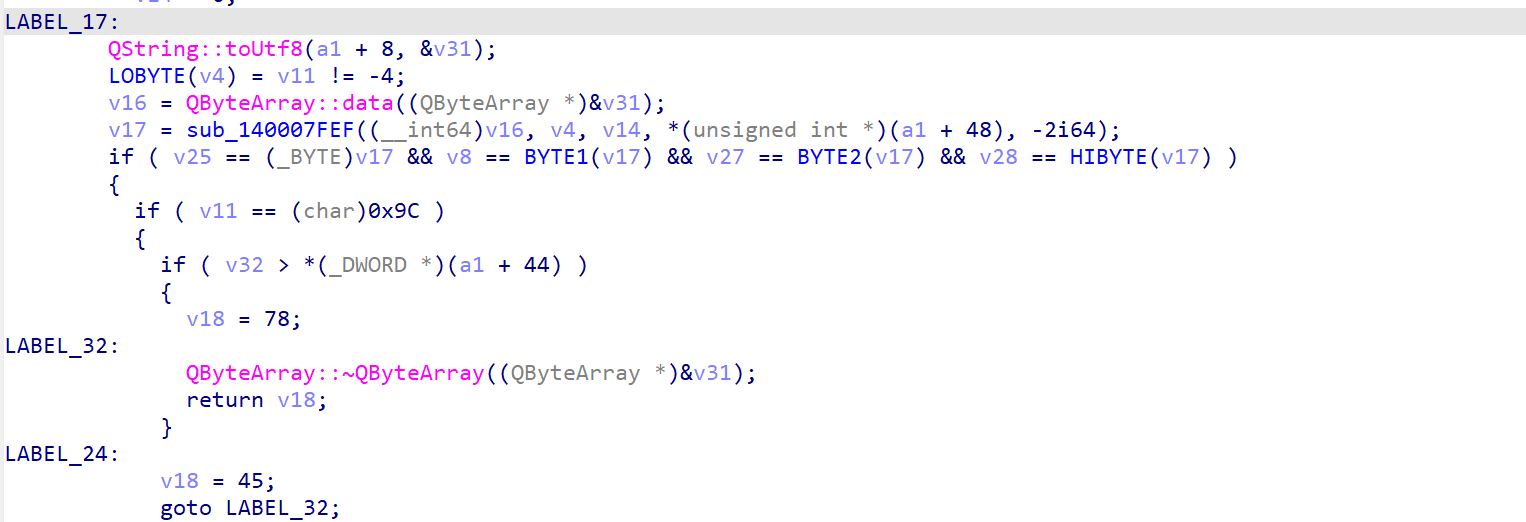 LABEL_17:
QString::toUtf8(a1 + 8, &v31);
LOBYTE(v4) = v11 != -4;
v16 = QByteArray::data((QByteArray *)&v31);
v17 = sub_140007FEF((__int64)v16, v4, v14, *(unsigned int *)(a1 + 48), -2i64);
if ( v25 == (_BYTE)v17 && v8 == BYTE1(v17) && v27 == BYTE2(v17) && v28 == HIBYTE(v17) )
{
if ( v11 == (char)0x9C )
{
if ( v32 > *(_DWORD *)(a1 + 44) )
{
v18 = 78;
LABEL_32:
QByteArray::~QByteArray((QByteArray *)&v31);
return v18;
}
LABEL_24:
v18 = 45;
goto LABEL_32;